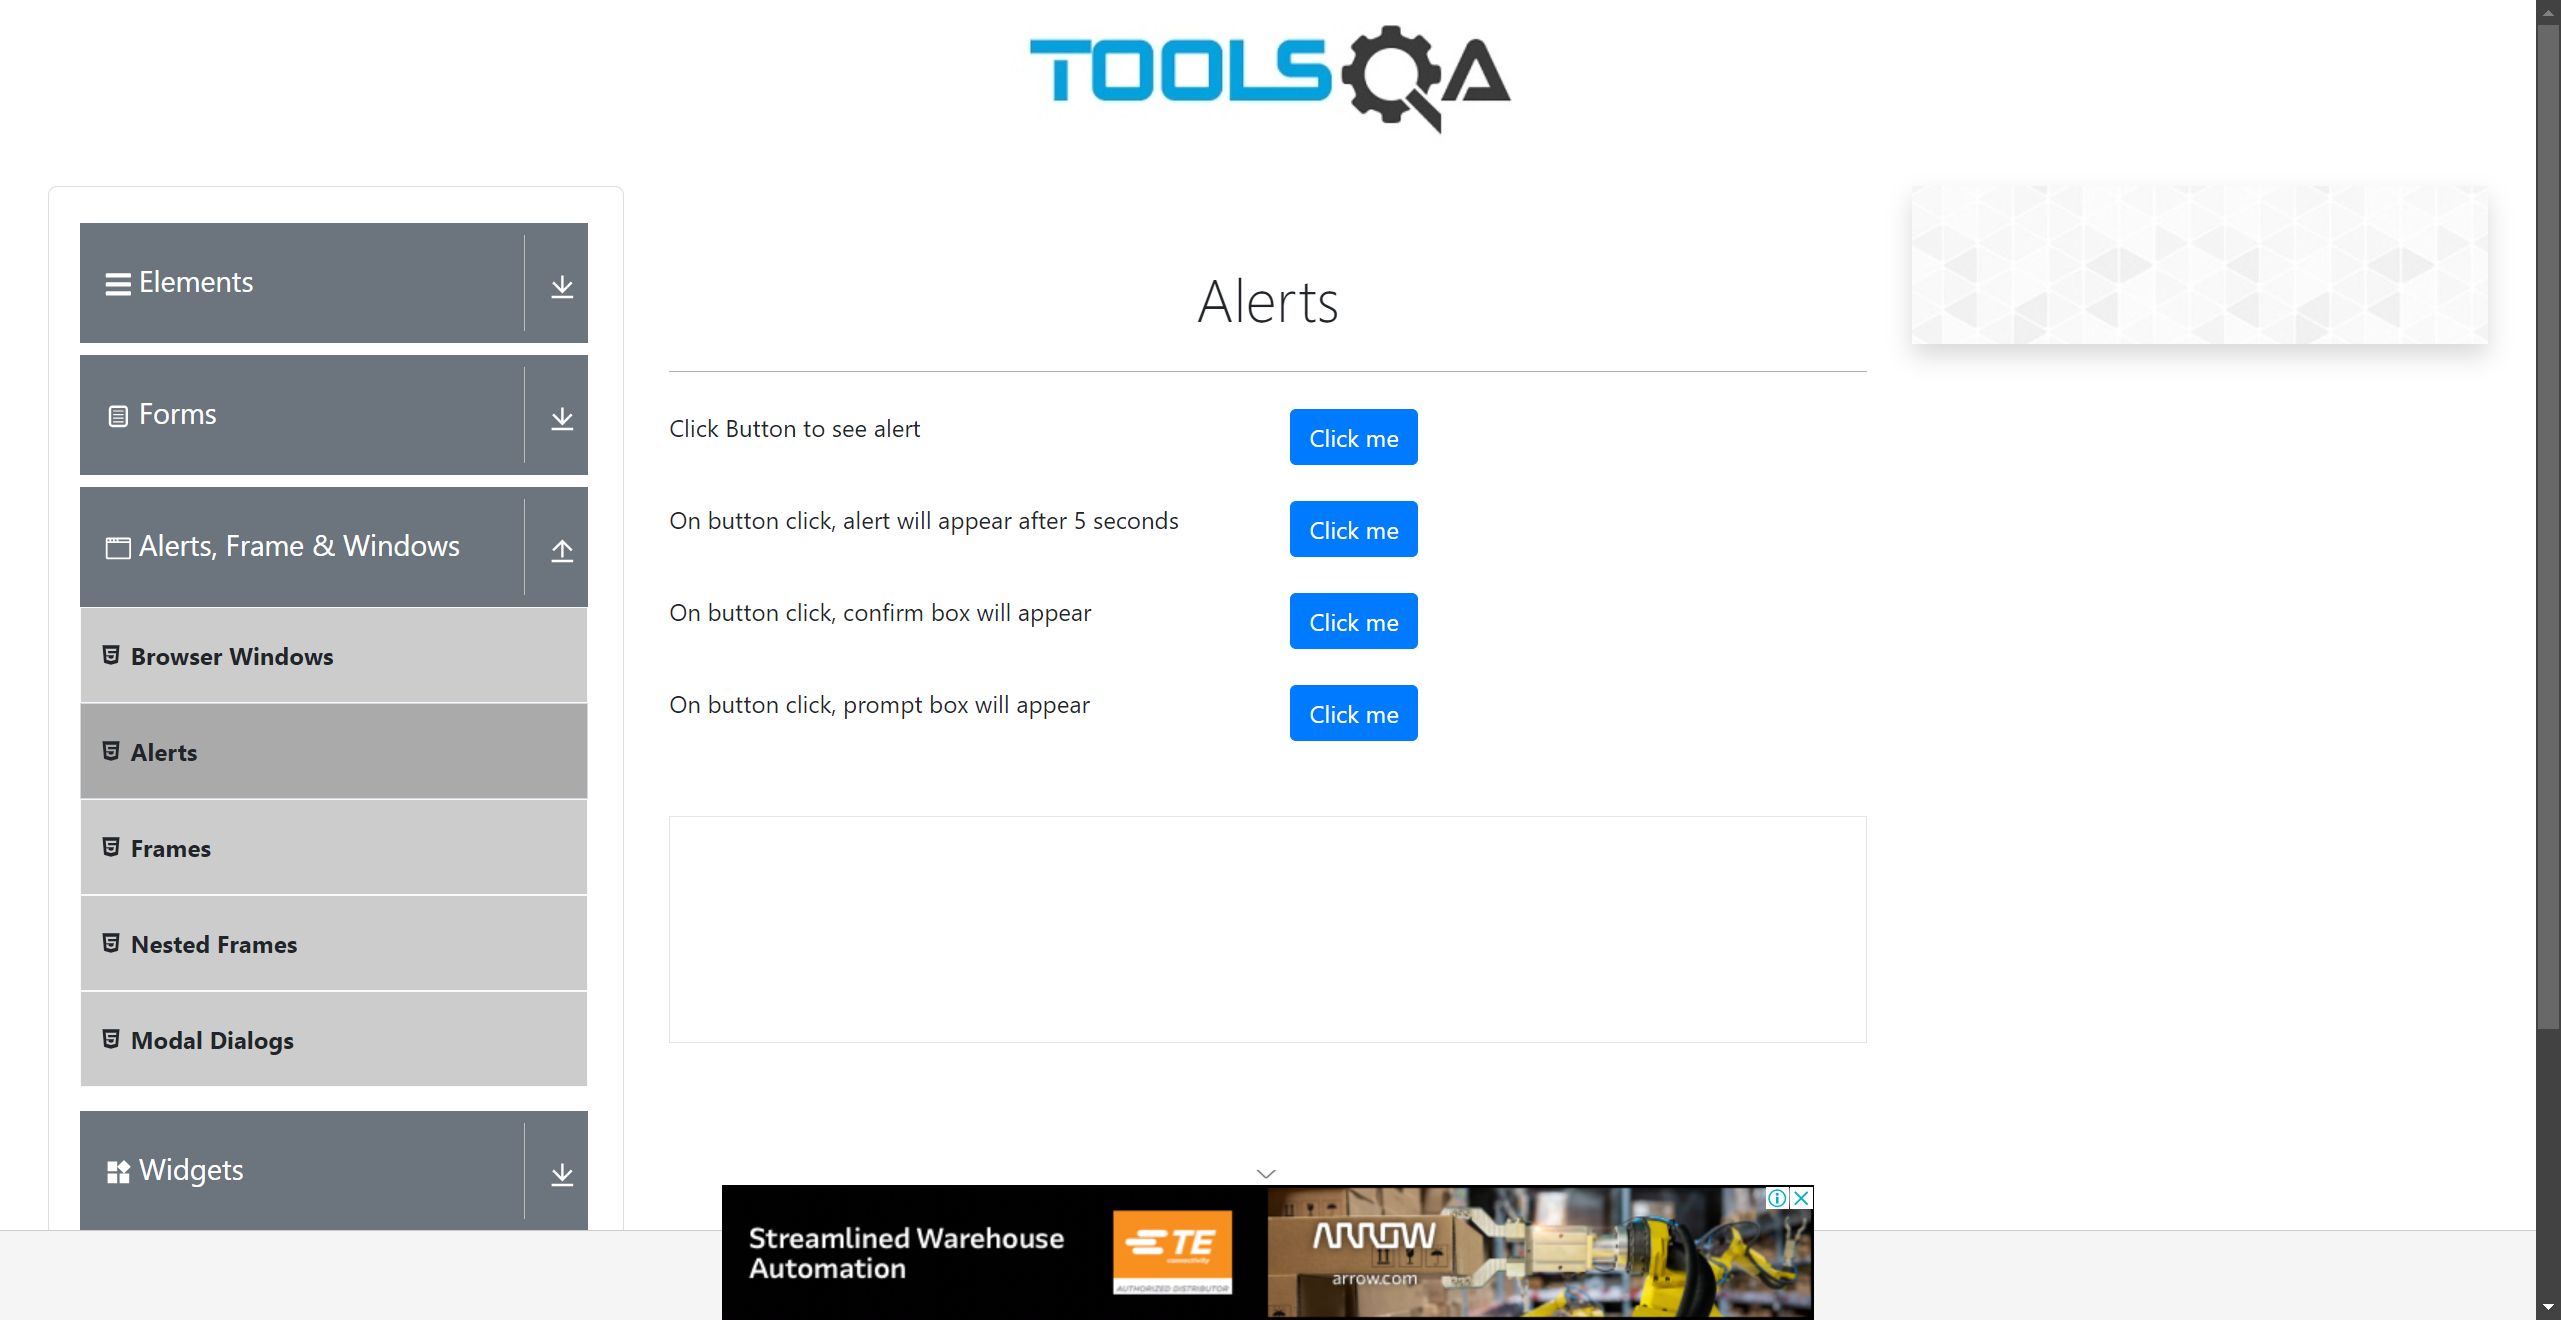 TOOLSQA
Elements
Forms
Alerts, Frame & Windows
Browser Windows
Alerts
Frames
Nested Frames
Modal Dialogs
Widgets
Alerts
Click Button to see alert
Click me
On button click, alert will appear after 5 seconds
Click me
On button click, confirm box will appear
Click me
On button click, prompt box will appear
Click me
Streamlined Warehouse
Automation
TE
connectivity
AUTHORIZED DISTRIBUTOR
ARROW
arrow.com